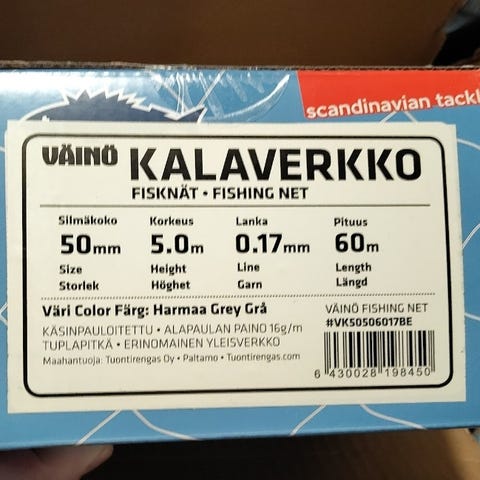 scandinavian tackl
VÄINÖ KALAVERKKO
FISKNÄT • FISHING NET
Silmäkoko Korkeus Lanka Pituus
50mm 5.0m 0.17mm 60m
Size Height Line Length
Storlek Höghet Garn Längd
Väri Color Färg: Harmaa Grey Grå
KÄSINPAULOITETTU • ALAPAULAN PAINO 16g/m
TUPLAPITKÄ • ERINOMAINEN YLEISVERKKO
Maahantuoja: Tuontirengas Oy • Paltamo • Tuontirengas.com
VÄINÖ FISHING NET
#VK50506017BE
6 430028 198450